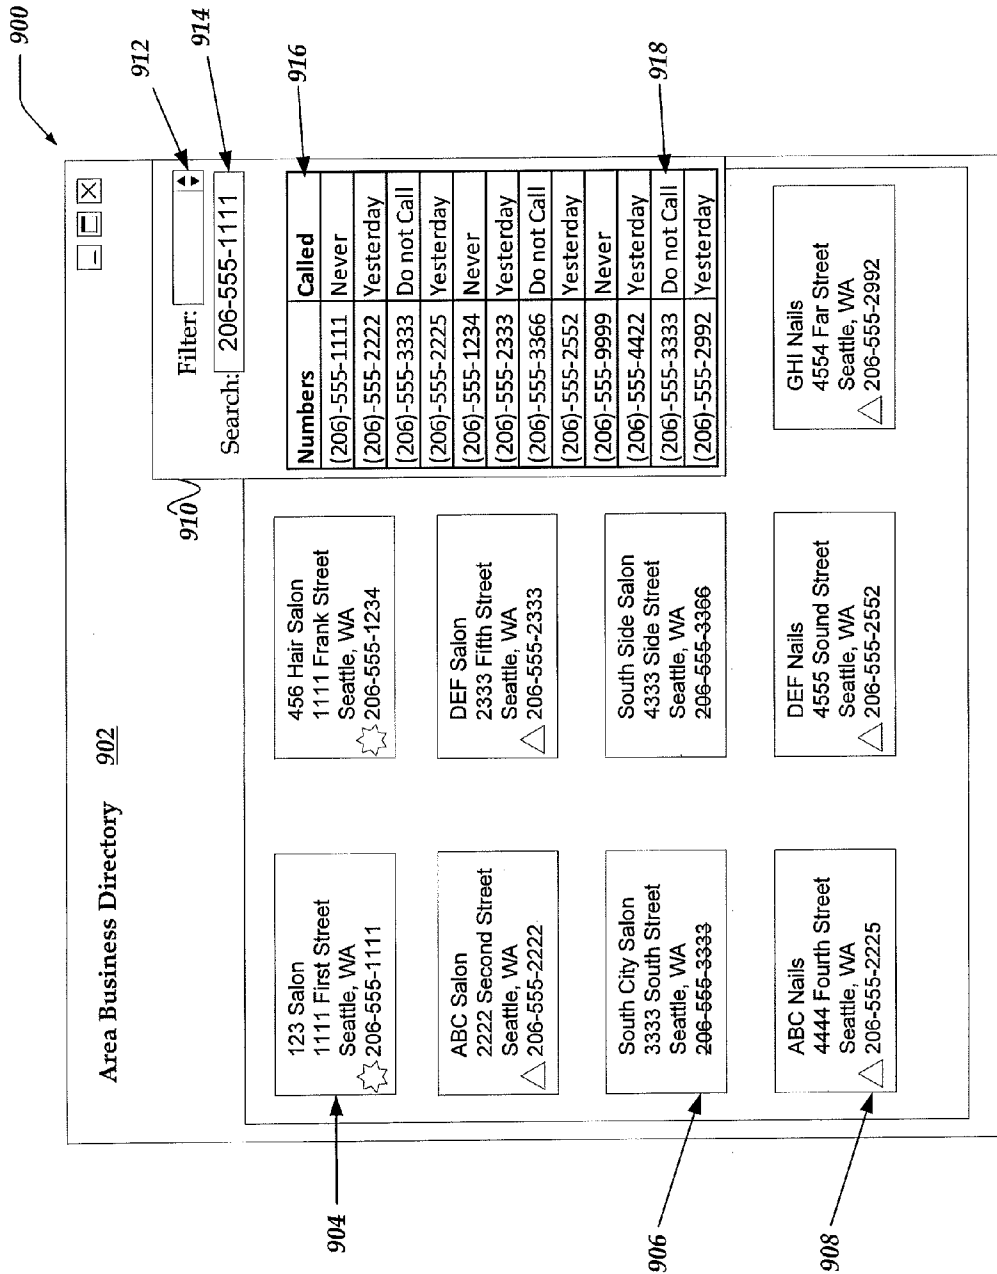 900
Area Business Directory 902
910
Filter:
912
Search: 206-555-1111
914
Numbers Called
916
(206)-555-1111 Never
(206)-555-2222 Yesterday
(206)-555-3333 Do not Call
(206)-555-2225 Yesterday
(206)-555-1234 Never
(206)-555-2333 Yesterday
(206)-555-3366 Do not Call
(206)-555-2552 Yesterday
(206)-555-9999 Never
(206)-555-4422 Yesterday
(206)-555-3333 Do not Call
918
(206)-555-2992 Yesterday
123 Salon
1111 First Street
Seattle, WA
206-555-1111
904
456 Hair Salon
1111 Frank Street
Seattle, WA
206-555-1234
ABC Salon
2222 Second Street
Seattle, WA
206-555-2222
DEF Salon
2333 Fifth Street
Seattle, WA
206-555-2333
South City Salon
3333 South Street
Seattle, WA
206-555-3333
906
South Side Salon
4333 Side Street
Seattle, WA
206-555-3366
ABC Nails
4444 Fourth Street
Seattle, WA
206-555-2225
908
DEF Nails
4555 Sound Street
Seattle, WA
206-555-2552
GHI Nails
4554 Far Street
Seattle, WA
206-555-2992